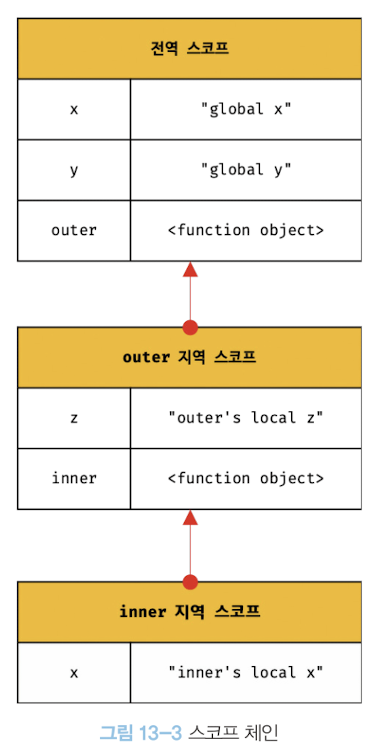 전역 스코프
x "global x"
y "global y"
outer <function object>
outer 지역 스코프
z "outer's local z"
inner <function object>
inner 지역 스코프
x "inner's local x"
그림 13-3 스코프 체인